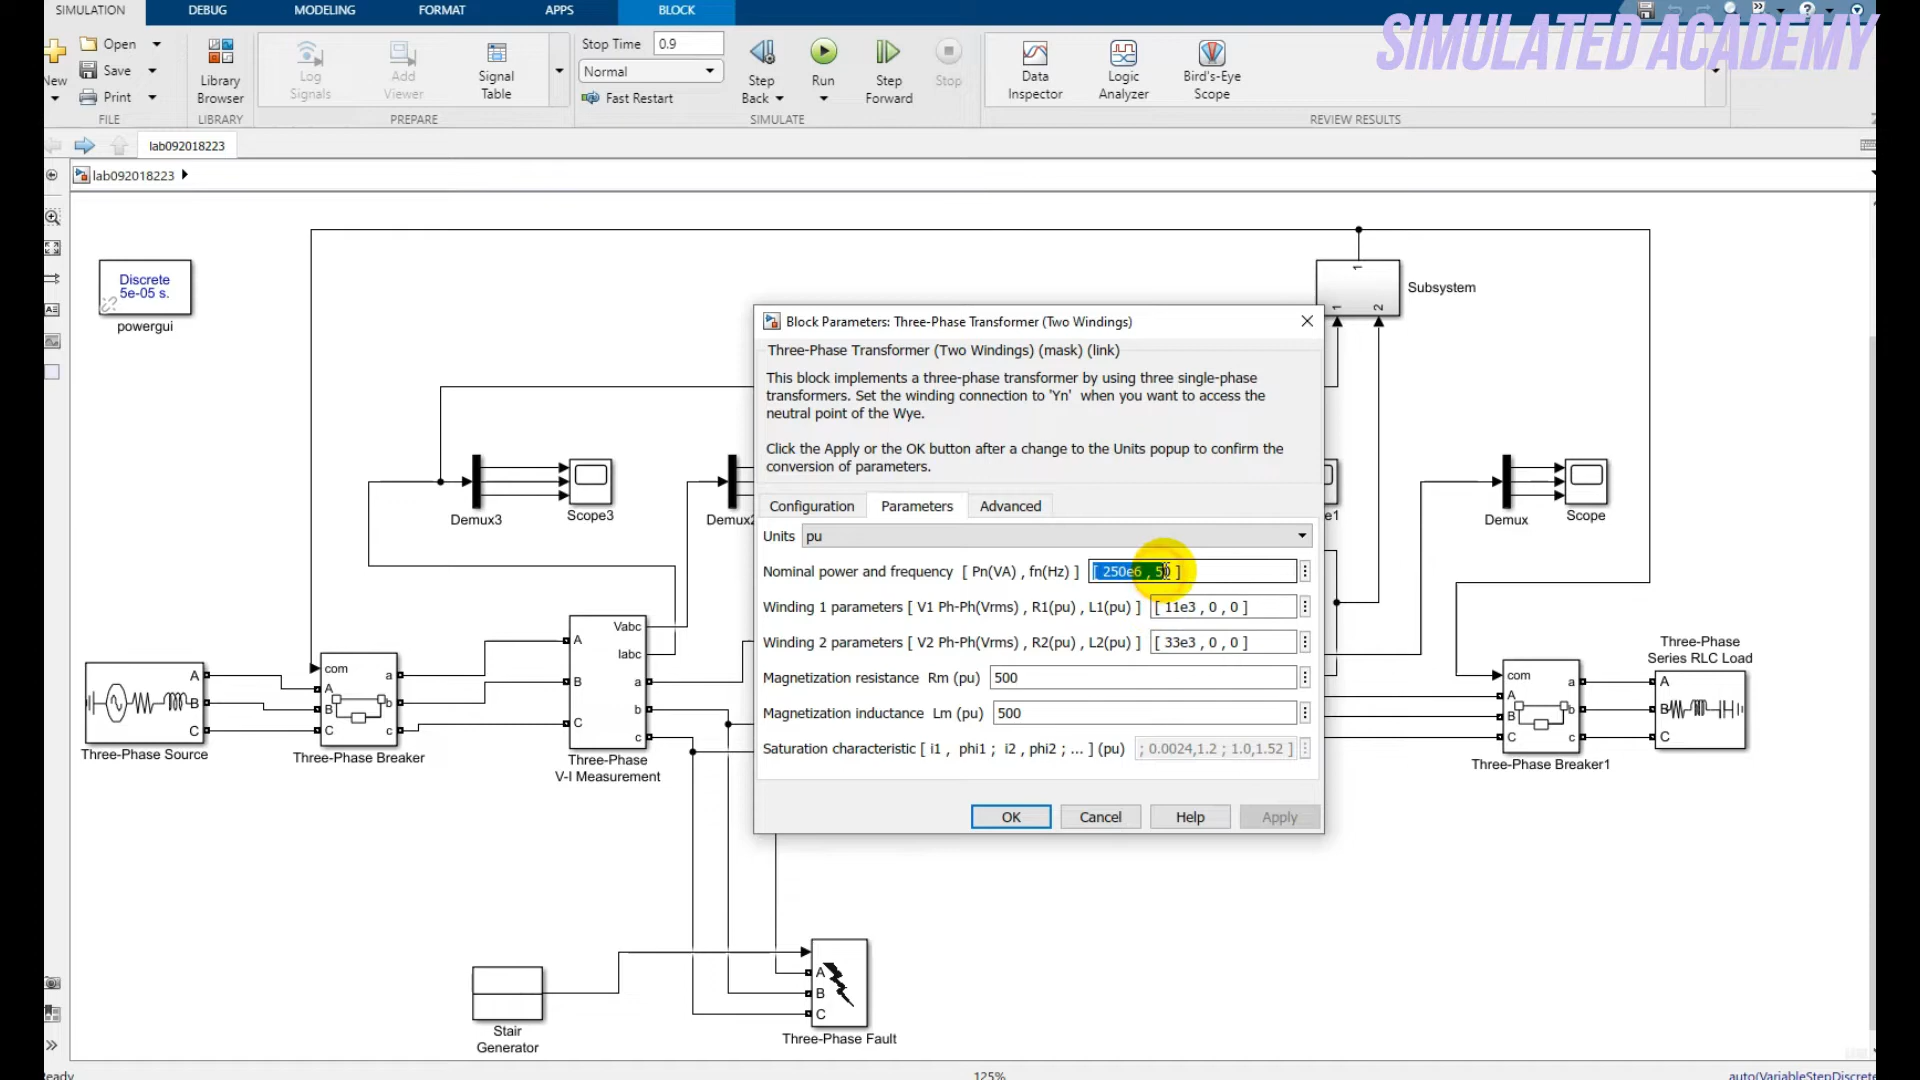 SIMULATION
DEBUG
MODELING
FORMAT
APPS
BLOCK
SIMULATED ACADEMY
New
Open
Save
Print
FILE
Library
Browser
LIBRARY
Log
Signals
Add
Viewer
Signal
Table
PREPARE
Stop Time 0.9
Normal
Fast Restart
Step
Back
Run
Step
Forward
Stop
SIMULATE
Data
Inspector
Logic
Analyzer
Bird's-Eye
Scope
REVIEW RESULTS
lab092018223
lab092018223
Discrete
5e-05 s.
powergui
1
1
2
Subsystem
Demux3
Scope3
Demux2
Demux
Scope
Block Parameters: Three-Phase Transformer (Two Windings)
Three-Phase Transformer (Two Windings) (mask) (link)
This block implements a three-phase transformer by using three single-phase
transformers. Set the winding connection to 'Yn' when you want to access the
neutral point of the Wye.
Click the Apply or the OK button after a change to the Units popup to confirm the
conversion of parameters.
Configuration
Parameters
Advanced
Units pu
Nominal power and frequency [ Pn(VA) , fn(Hz) ] [ 250e6 , 50 ]
Winding 1 parameters [ V1 Ph-Ph(Vrms) , R1(pu) , L1(pu) ] [ 11e3 , 0 , 0 ]
Winding 2 parameters [ V2 Ph-Ph(Vrms) , R2(pu) , L2(pu) ] [ 33e3 , 0 , 0 ]
Magnetization resistance Rm (pu) 500
Magnetization inductance Lm (pu) 500
Saturation characteristic [ i1 , phi1 ; i2 , phi2 ; ... ] (pu) ; 0.0024,1.2 ; 1.0,1.52 ]
OK
Cancel
Help
Apply
A
B
C
Three-Phase Source
com
A
B
C
a
b
c
Three-Phase Breaker
A
B
C
Vabc
Iabc
a
b
c
Three-Phase
V-I Measurement
com
A
B
C
a
b
c
Three-Phase Breaker1
Three-Phase
Series RLC Load
A
B
C
Stair
Generator
A
B
C
Three-Phase Fault
125%
auto(VariableStepDiscrete